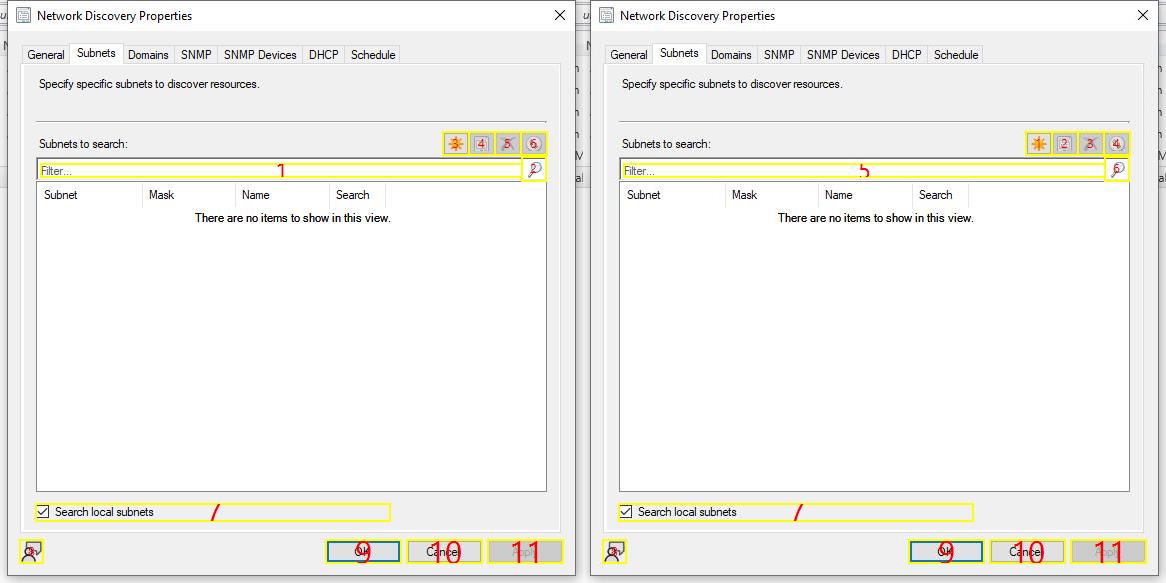 Network Discovery Properties
General Subnets Domains SNMP SNMP Devices DHCP Schedule
Specify specific subnets to discover resources.
Subnets to search:
3 4 5 6
Filter... 1 2
Subnet Mask Name Search
There are no items to show in this view.
Search local subnets 7
9 10 11
OK Cancel Apply
Network Discovery Properties
General Subnets Domains SNMP SNMP Devices DHCP Schedule
Specify specific subnets to discover resources.
Subnets to search:
1 2 3 4
Filter... 5 6
Subnet Mask Name Search
There are no items to show in this view.
Search local subnets 7
9 10 11
OK Cancel Apply